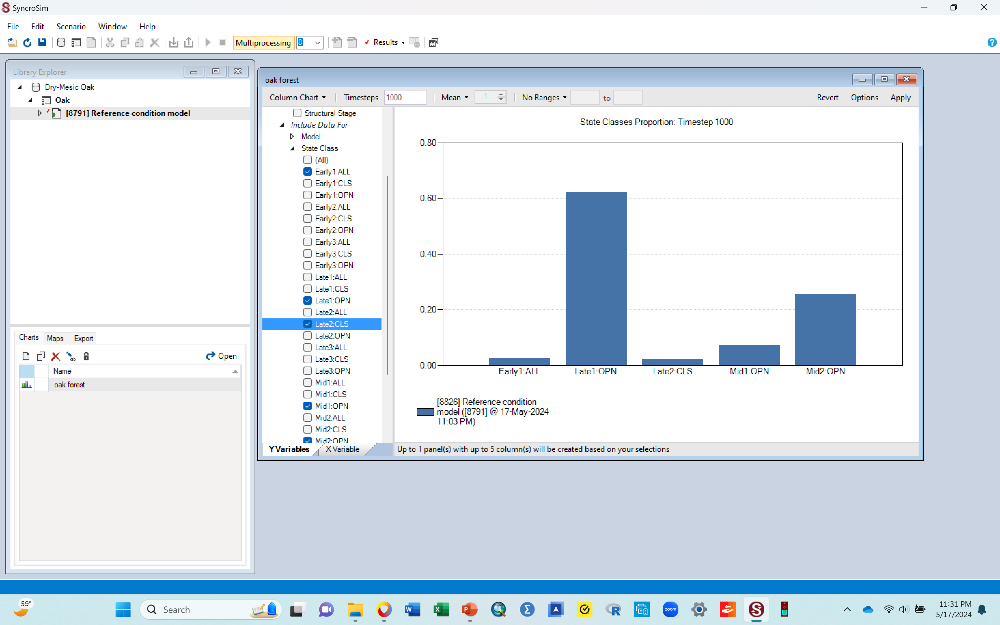 SyncroSim
File Edit Scenario Window Help
Multiprocessing 8 Results
Library Explorer
Dry-Mesic Oak
Oak
[8791] Reference condition model
Charts Maps Export
Open
Name
oak forest
oak forest
Column Chart Timesteps 1000 Mean 1 No Ranges to Revert Options Apply
Structural Stage
Include Data For
Model
State Class
(All)
Early1:ALL
Early1:CLS
Early1:OPN
Early2:ALL
Early2:CLS
Early2:OPN
Early3:ALL
Early3:CLS
Early3:OPN
Late1:ALL
Late1:CLS
Late1:OPN
Late2:ALL
Late2:CLS
Late2:OPN
Late3:ALL
Late3:CLS
Late3:OPN
Mid1:ALL
Mid1:CLS
Mid1:OPN
Mid2:ALL
Mid2:CLS
Mid2:OPN
Y Variables X Variable
State Classes Proportion: Timestep 1000
0.80
0.60
0.40
0.20
0.00
Early1:ALL Late1:OPN Late2:CLS Mid1:OPN Mid2:OPN
[8826] Reference condition
model ([8791] @ 17-May-2024
11:03 PM)
Up to 1 panel(s) with up to 5 column(s) will be created based on your selections
59°
Search
zoom
11:31 PM
5/17/2024